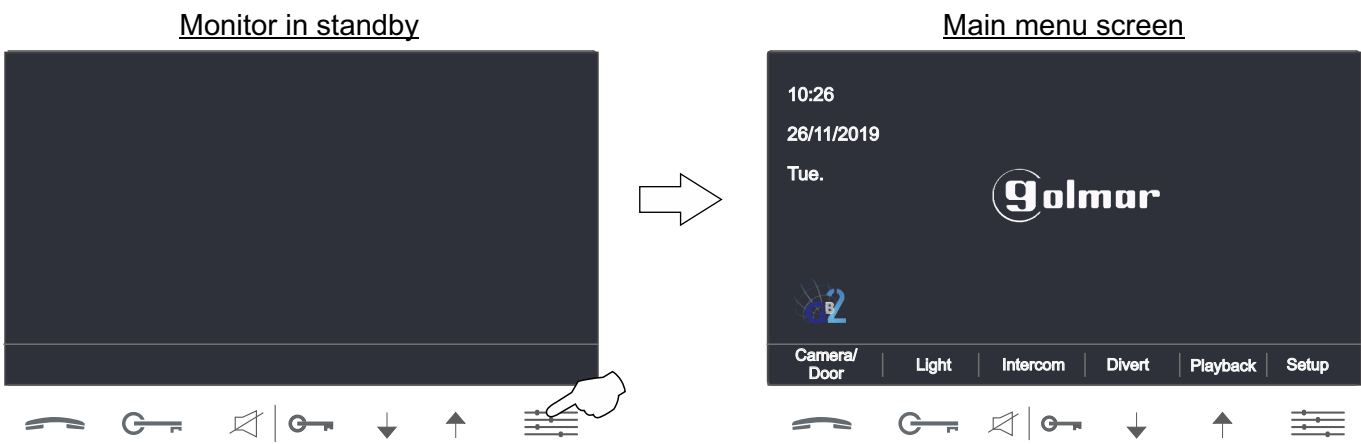 Monitor in standby
Main menu screen
10:26
26/11/2019
Tue.
golmar
GB2
Camera/
Door
Light
Intercom
Divert
Playback
Setup